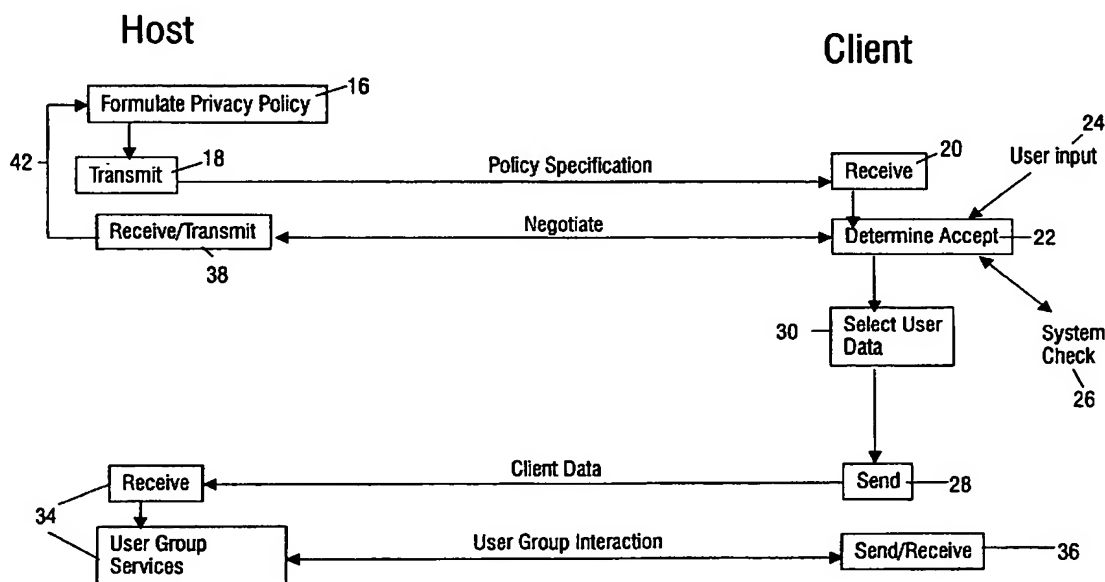 Host
Client
Formulate Privacy Policy
16
24
User input
42
Transmit
18
Policy Specification
20
Receive
Receive/Transmit
38
Negotiate
Determine Accept
22
30
Select User
Data
System
Check
26
Receive
Client Data
Send
28
34
User Group
Services
User Group Interaction
Send/Receive
36